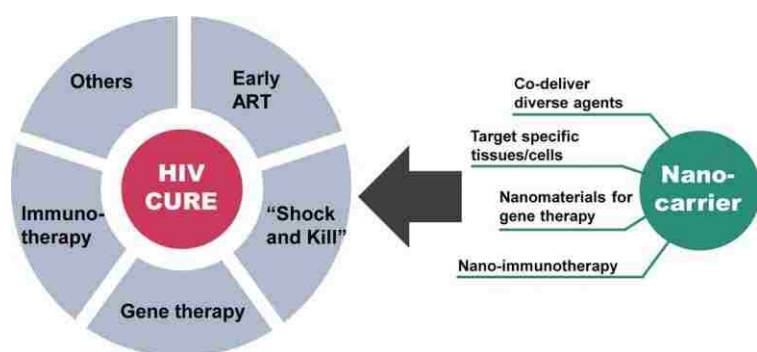 Others
Early
ART
HIV
CURE
Immuno-
therapy
“Shock
and Kill”
Gene therapy
Co-deliver
diverse agents
Target specific
tissues/cells
Nanomaterials for
gene therapy
Nano-immunotherapy
Nano-
carrier